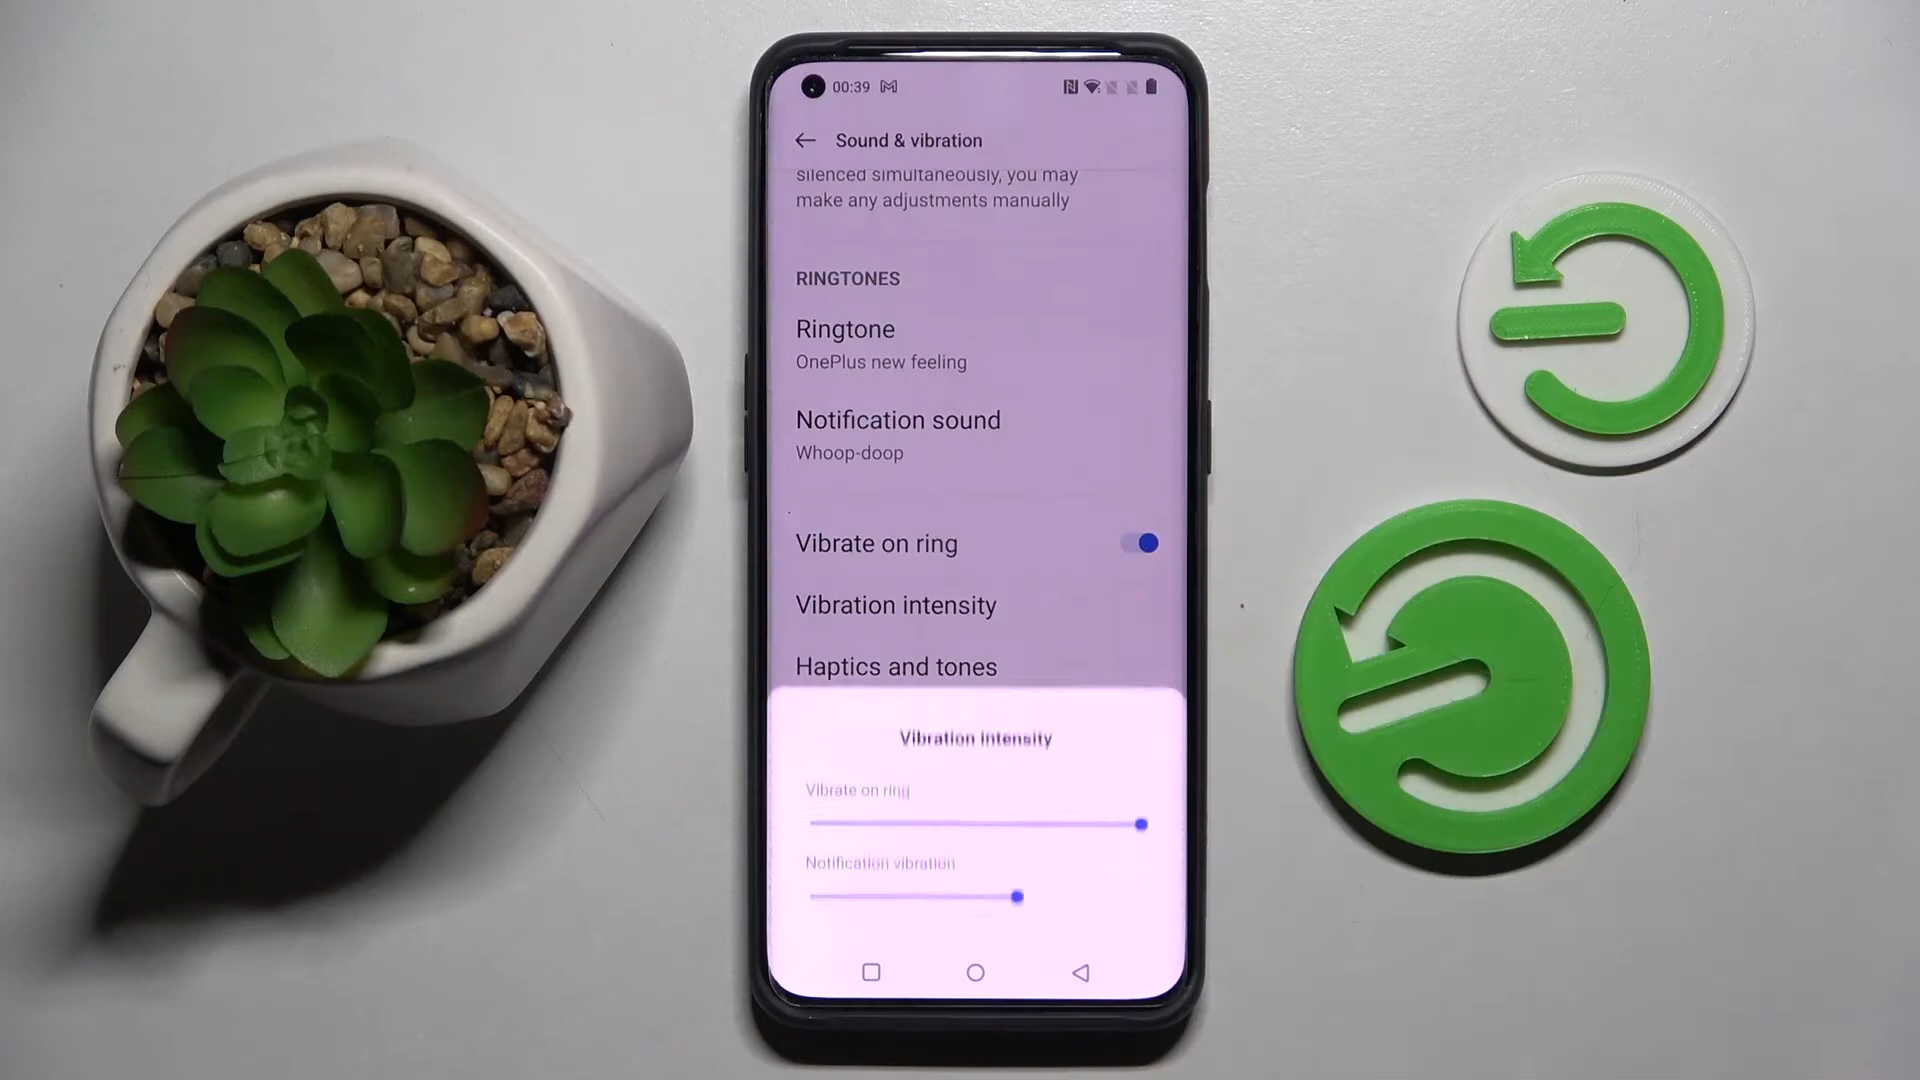 00:39
Sound & vibration
silenced simultaneously, you may
make any adjustments manually
RINGTONES
Ringtone
OnePlus new feeling
Notification sound
Whoop-doop
Vibrate on ring
Vibration intensity
Haptics and tones
Vibration intensity
Vibrate on ring
Notification vibration